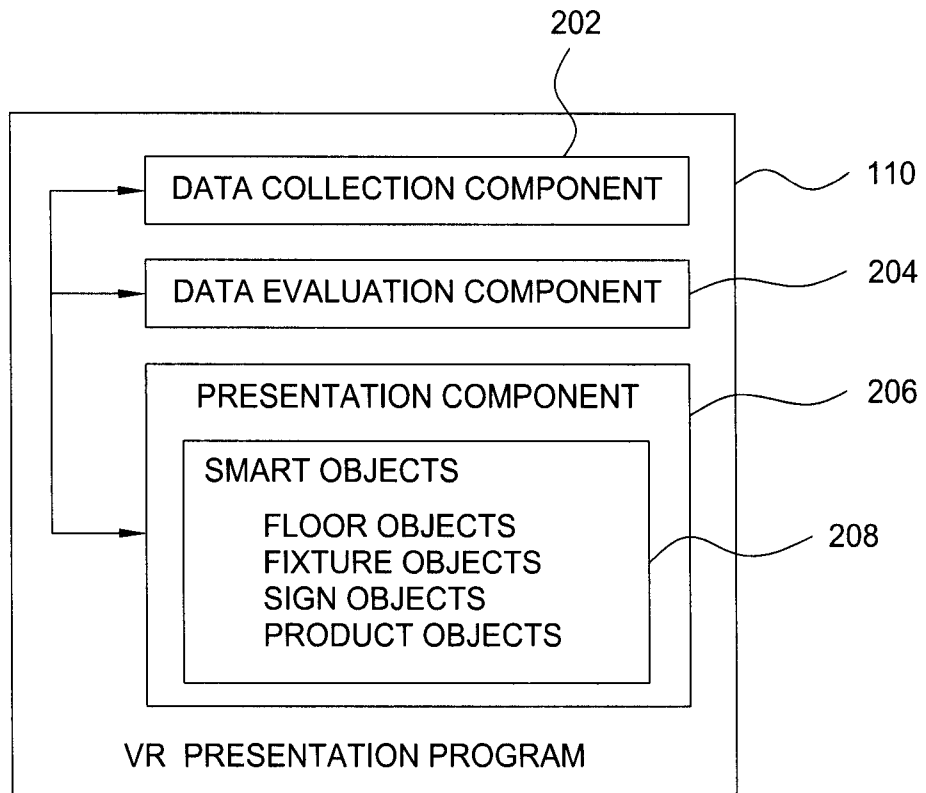 202
DATA COLLECTION COMPONENT
110
DATA EVALUATION COMPONENT
204
PRESENTATION COMPONENT
206
SMART OBJECTS
FLOOR OBJECTS
FIXTURE OBJECTS
208
SIGN OBJECTS
PRODUCT OBJECTS
VR PRESENTATION PROGRAM